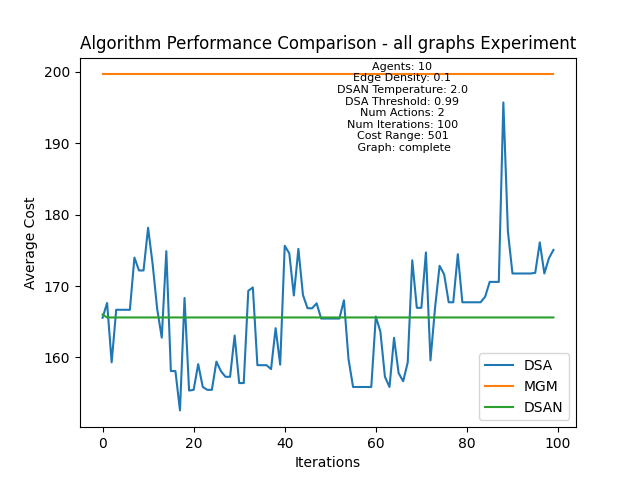 Algorithm Performance Comparison - all graphs Experiment
Agents: 10
Edge Density: 0.1
DSAN Temperature: 2.0
DSA Threshold: 0.99
Num Actions: 2
Num Iterations: 100
Cost Range: 501
Graph: complete
Average Cost
200
190
180
170
160
0
20
40
60
80
100
Iterations
DSA
MGM
DSAN